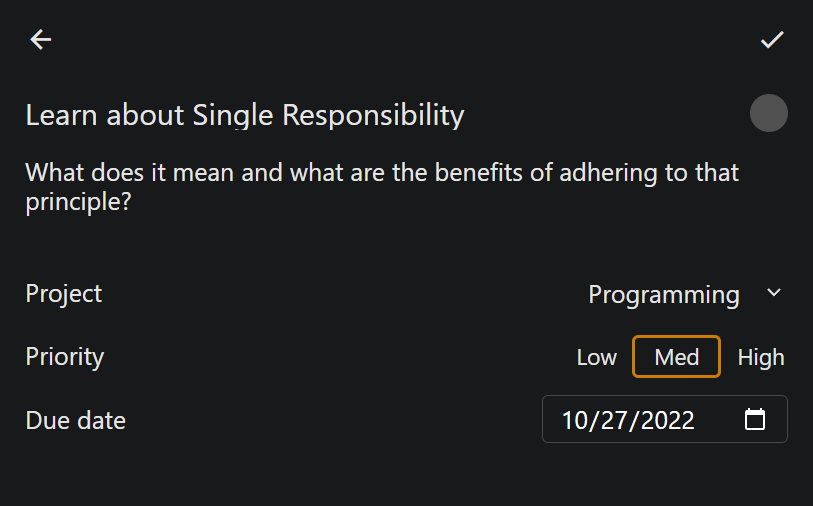 Learn about Single Responsibility
What does it mean and what are the benefits of adhering to that
principle?
Project Programming
Priority Low Med High
Due date 10/27/2022